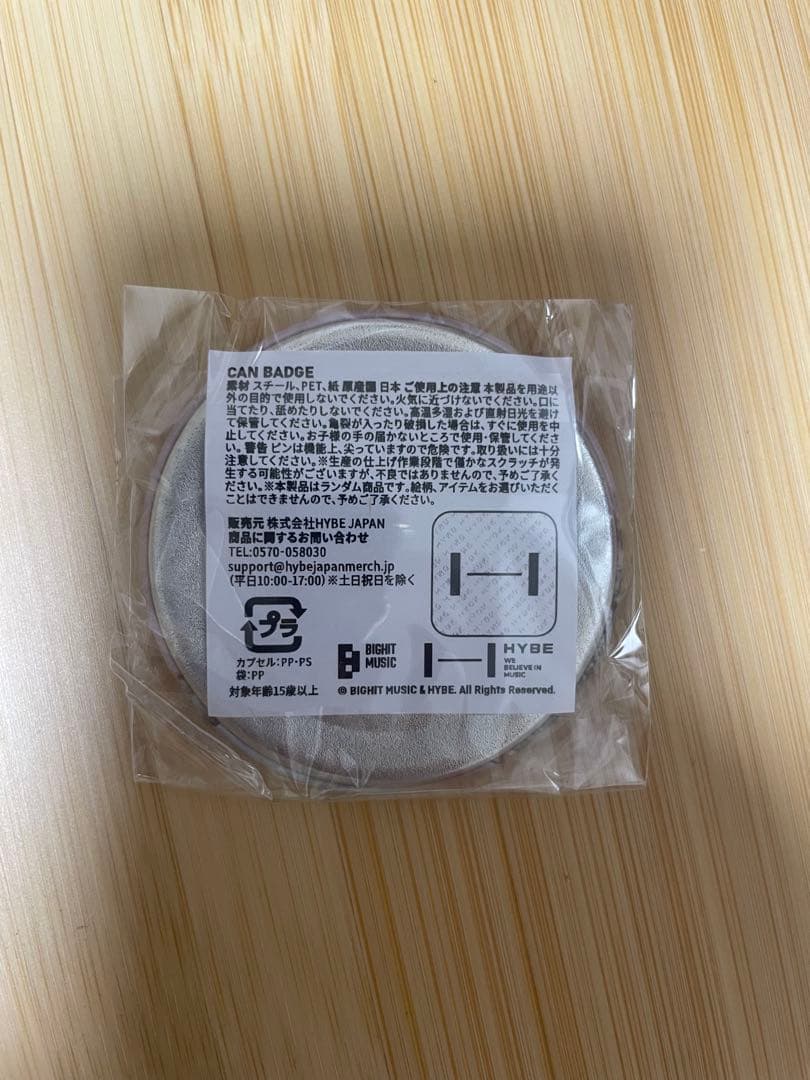 CAN BADGE
素材 スチール、PET、紙 原産国 日本 ご使用上の注意 本製品を用途以
外の目的で使用しないでください。火気に近づけないでください。口に
当てたり、舐めたりしないでください。高温多湿および直射日光を避け
て保管してください。亀裂が入ったり破損した場合は、すぐに使用を中
止してください。お子様の手の届かないところで使用・保管してくださ
い。警告 ピンは機能上、尖っていますので危険です。取り扱いには十分
注意してください。※生産の仕上げ作業段階で僅かなスクラッチが発
生する可能性がございますが、不良ではありませんので、予めご了承く
ださい。※本製品はランダム商品です。絵柄、アイテムをお選びいただく
ことはできませんので、予めご了承ください。
販売元 株式会社HYBE JAPAN
商品に関するお問い合わせ
TEL:0570-058030
support@hybejapanmerch.jp
(平日10:00-17:00)※土日祝日を除く
プラ
カプセル:PP・PS
袋:PP
対象年齢15歳以上
BIGHIT
MUSIC
HYBE
WE
BELIEVE IN
MUSIC
© BIGHIT MUSIC & HYBE. All Rights Reserved.